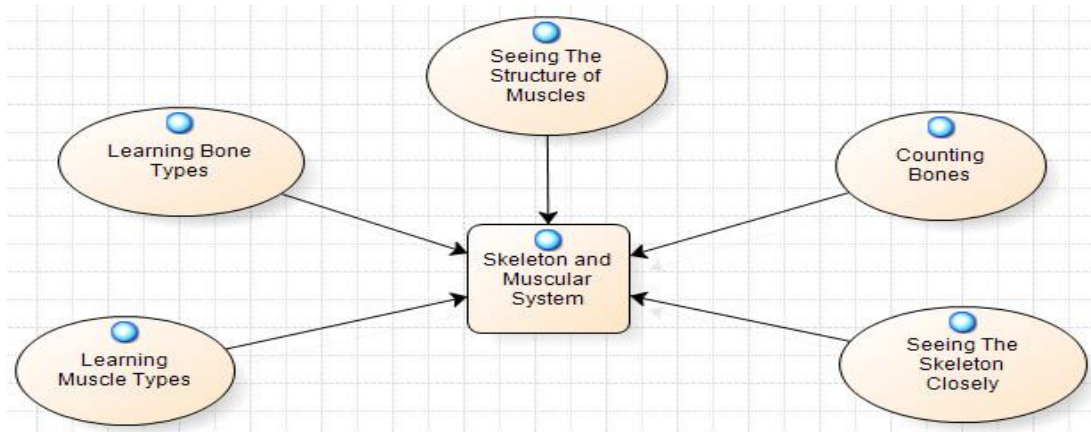 Seeing The
Structure of
Muscles
Learning Bone
Types
Counting
Bones
Skeleton and
Muscular
System
Learning
Muscle Types
Seeing The
Skeleton
Closely